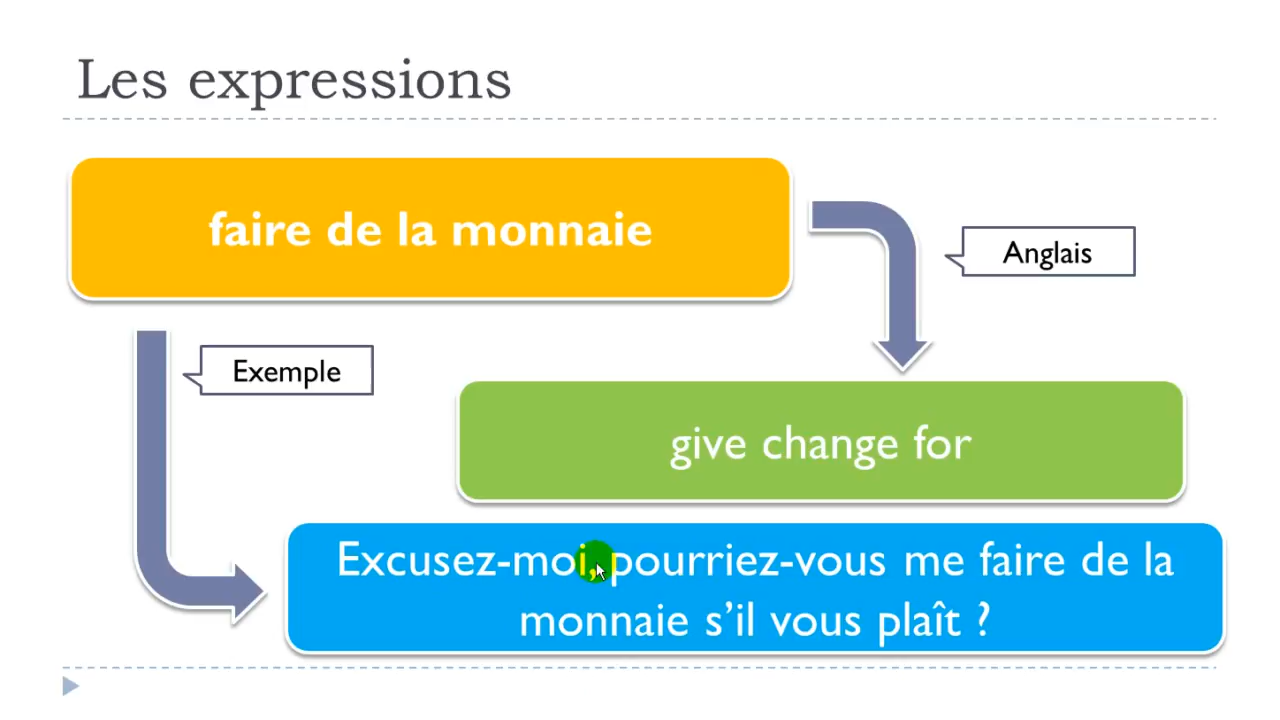 Les expressions
faire de la monnaie
Anglais
Exemple
give change for
Excusez-moi, pourriez-vous me faire de la
monnaie s’il vous plaît ?